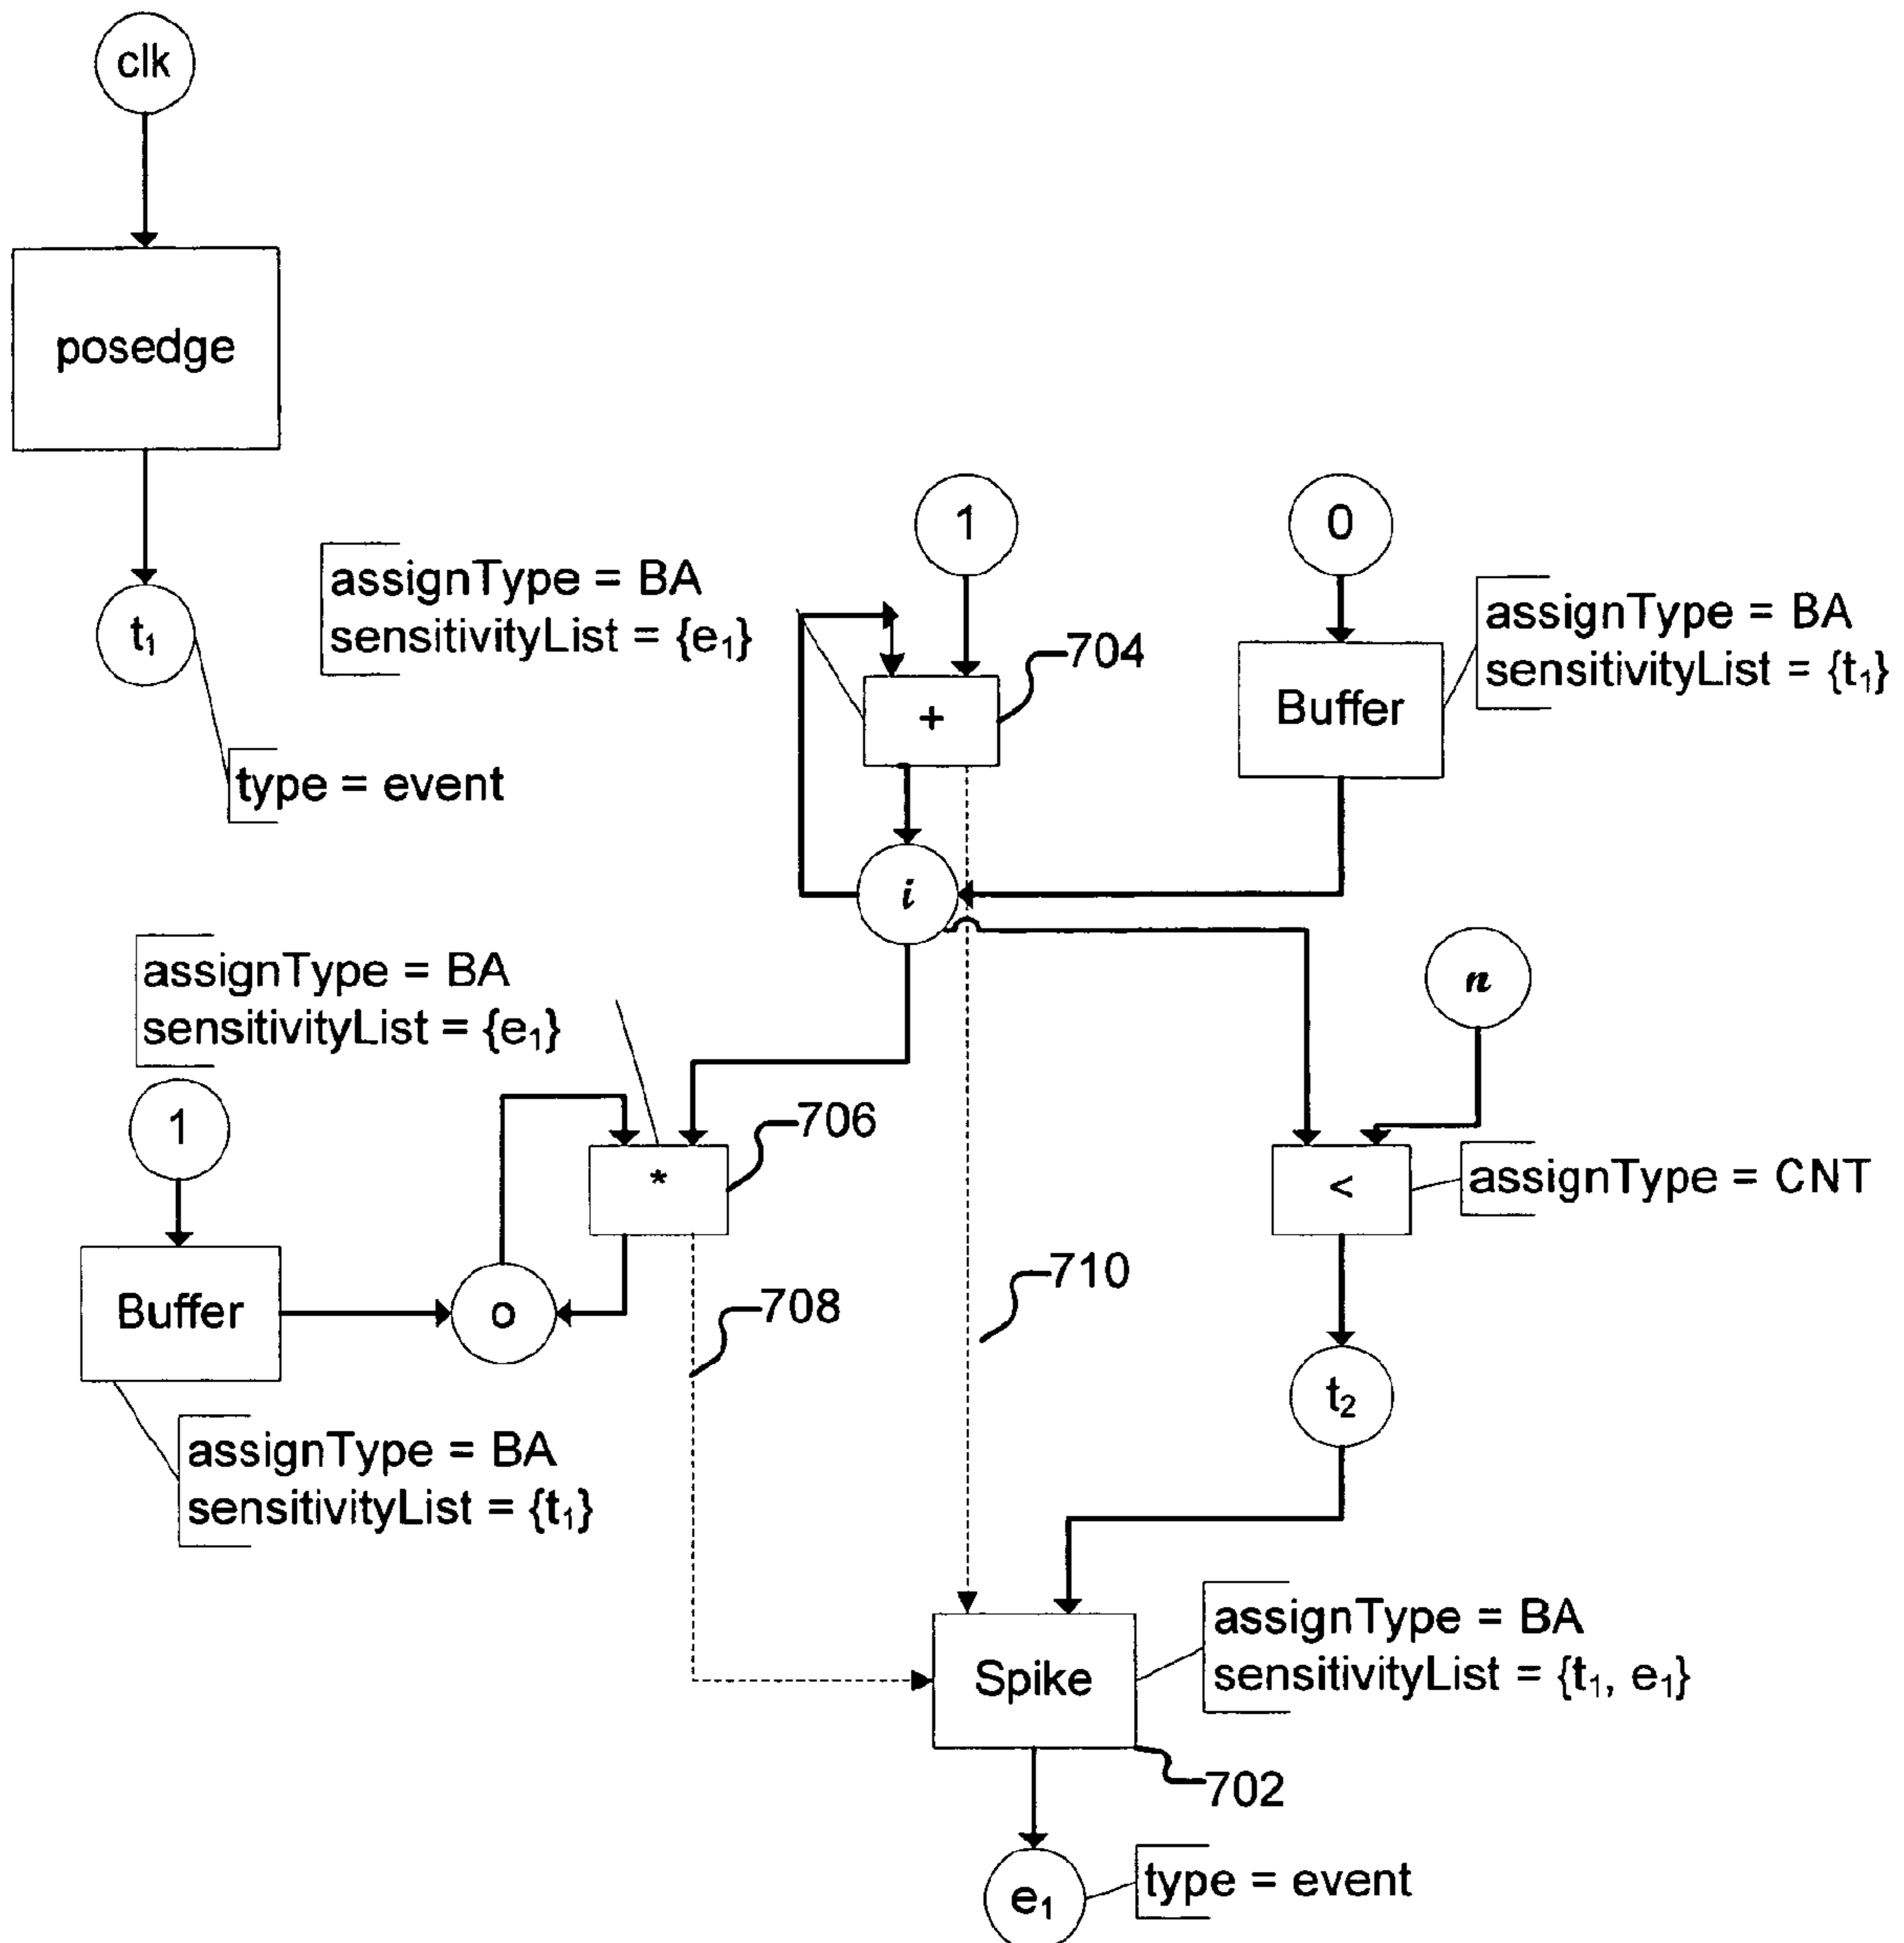 clk
posedge
t₁
type = event
assignType = BA
sensitivityList = {e₁}
1
0
704
+
Buffer
assignType = BA
sensitivityList = {t₁}
i
n
assignType = BA
sensitivityList = {e₁}
1
706
*
<
assignType = CNT
Buffer
o
708
710
t₂
assignType = BA
sensitivityList = {t₁}
Spike
assignType = BA
sensitivityList = {t₁, e₁}
702
e₁
type = event